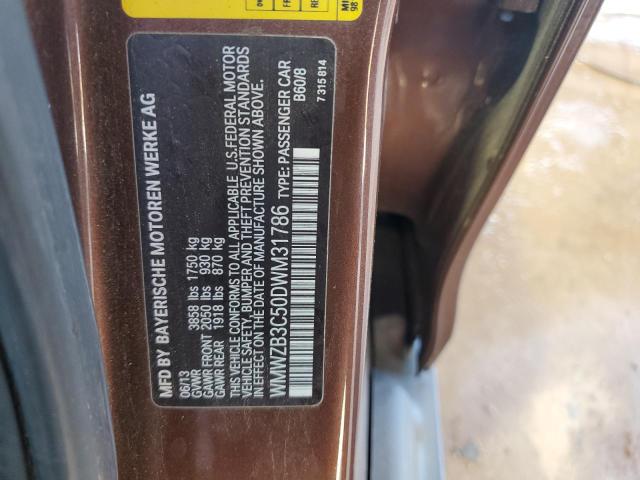 MFD BY BAYERISCHE MOTOREN WERKE AG
06/13
GVWR 3858 lbs 1750 kg
GAWR FRONT 2050 lbs 930 kg
GAWR REAR 1918 lbs 870 kg
THIS VEHICLE CONFORMS TO ALL APPLICABLE U.S. FEDERAL MOTOR
VEHICLE SAFETY, BUMPER AND THEFT PREVENTION STANDARDS
IN EFFECT ON THE DATE OF MANUFACTURE SHOWN ABOVE.
WMWZB3C50DWM31786 TYPE: PASSENGER CAR
B60/8
7 315 814